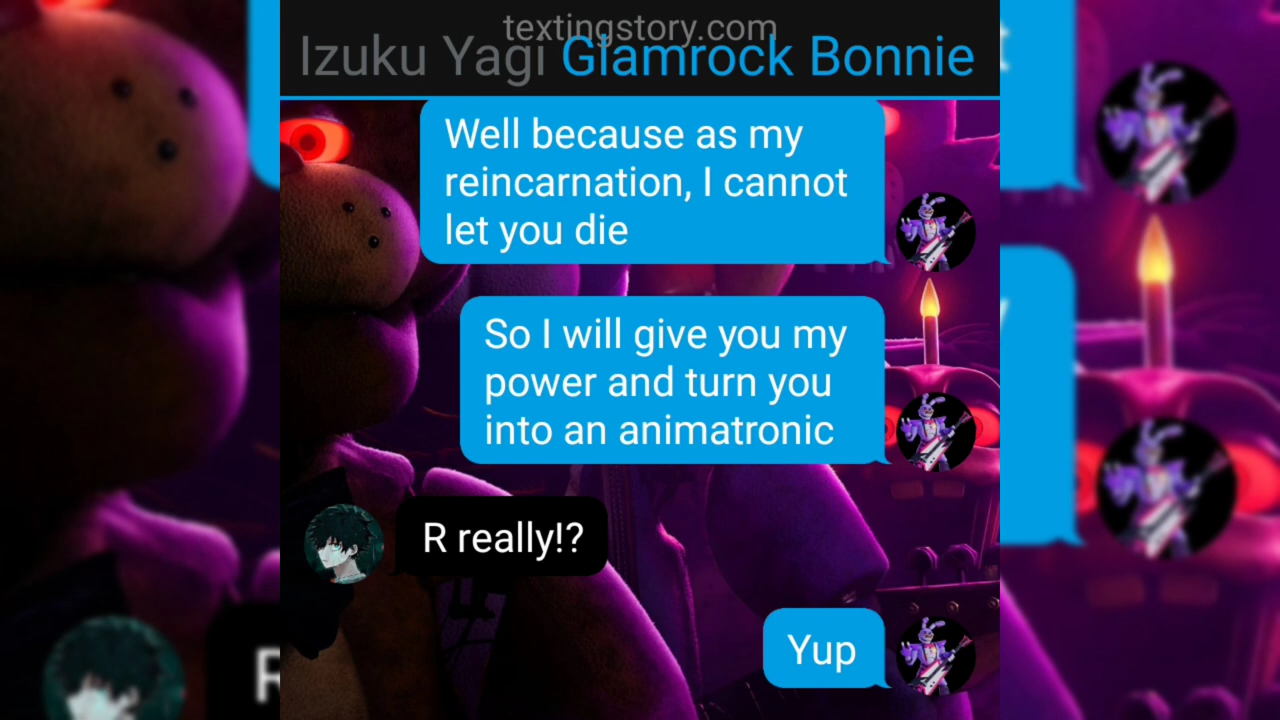 textingstory.com
Izuku Yagi Glamrock Bonnie
Well because as my
reincarnation, I cannot
let you die
So I will give you my
power and turn you
into an animatronic
R really!?
Yup